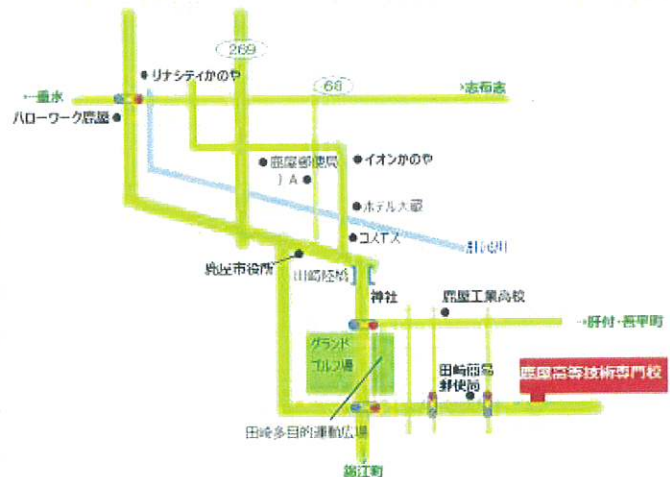 269
リナシティかのや
68
←垂水
→志布志
ハローワーク鹿屋
鹿屋郵便局
イオンかのや
JA
ホテル大蔵
コスモス
肝属川
鹿屋市役所
田崎陸橋
神社
鹿屋工業高校
→肝付・吾平町
グランド
ゴルフ場
田崎簡易
郵便局
鹿屋高等技術専門校
田崎多目的運動広場
錦江町